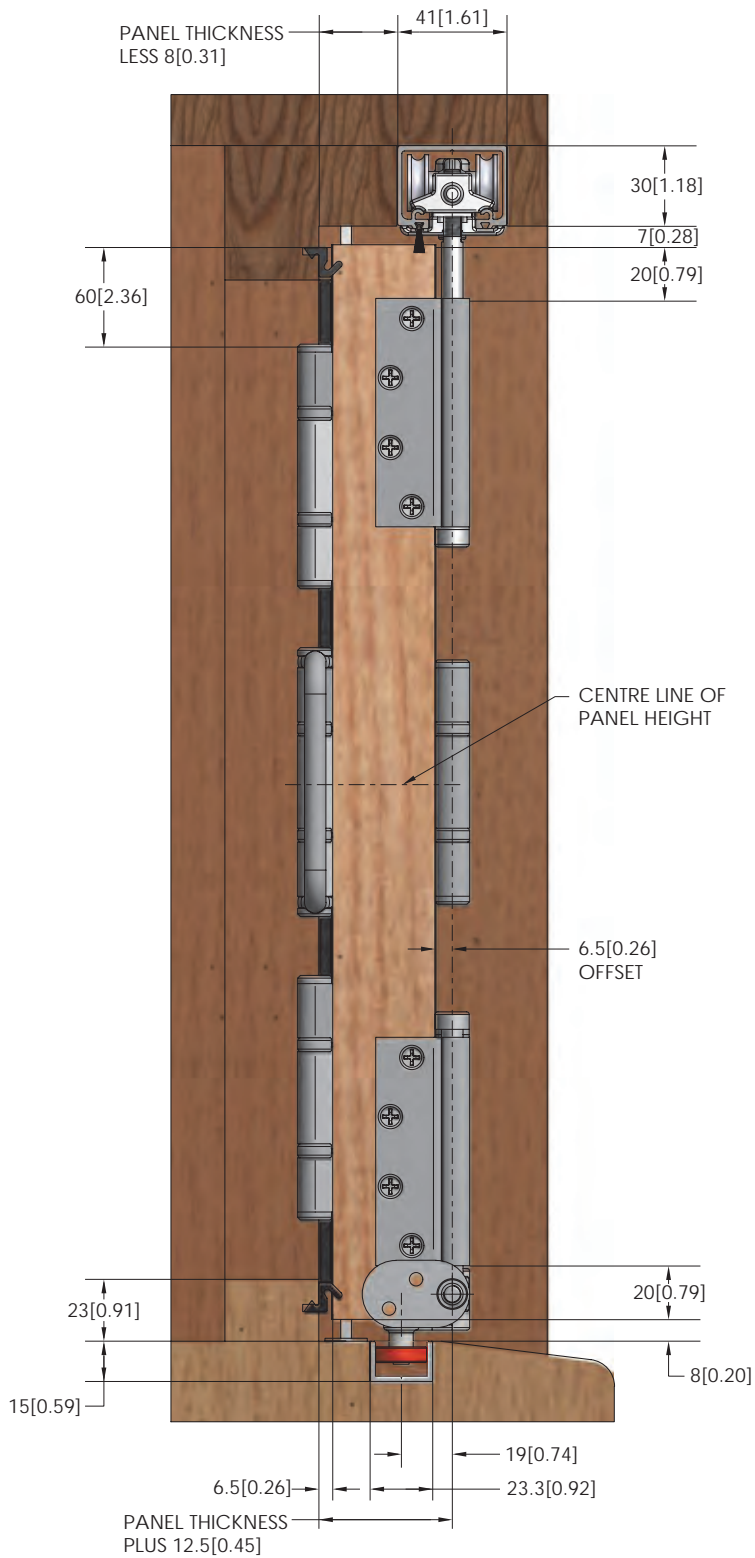 PANEL THICKNESS
LESS 8[0.31]
41[1.61]
30[1.18]
7[0.28]
20[0.79]
60[2.36]
CENTRE LINE OF
PANEL HEIGHT
6.5[0.26]
OFFSET
23[0.91]
20[0.79]
15[0.59]
8[0.20]
19[0.74]
6.5[0.26]
23.3[0.92]
PANEL THICKNESS
PLUS 12.5[0.45]